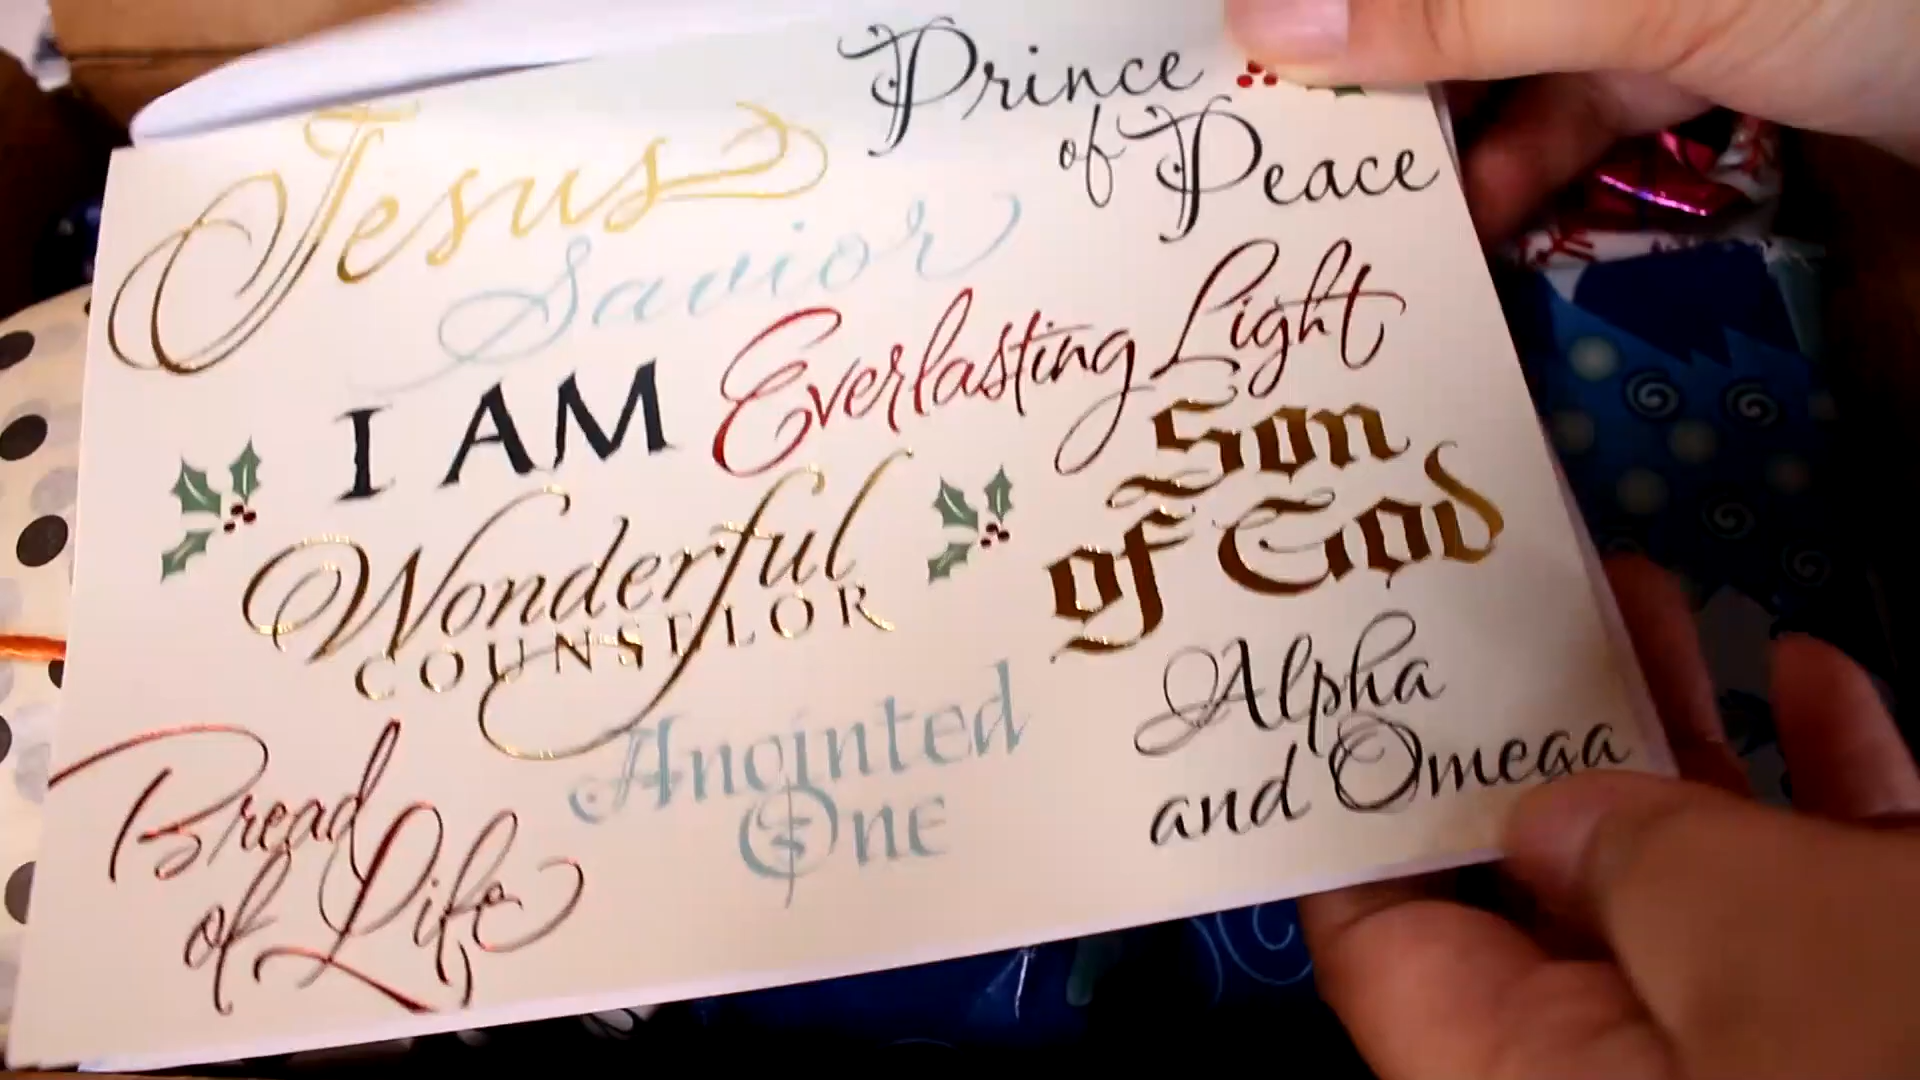 Jesus
Prince
of Peace
Savior
I AM
Everlasting Light
Son
of God
Wonderful
COUNSELOR
Bread
of Life
Anointed
One
Alpha
and Omega